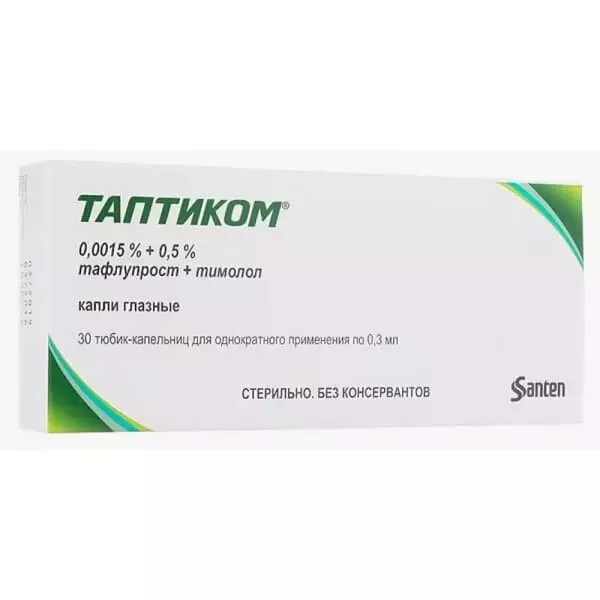 ТАПТИКОМ®
0,0015 % + 0,5 %
тафлупрост + тимолол
капли глазные
30 тюбик-капельниц для однократного применения по 0,3 мл
СТЕРИЛЬНО. БЕЗ КОНСЕРВАНТОВ
Santen